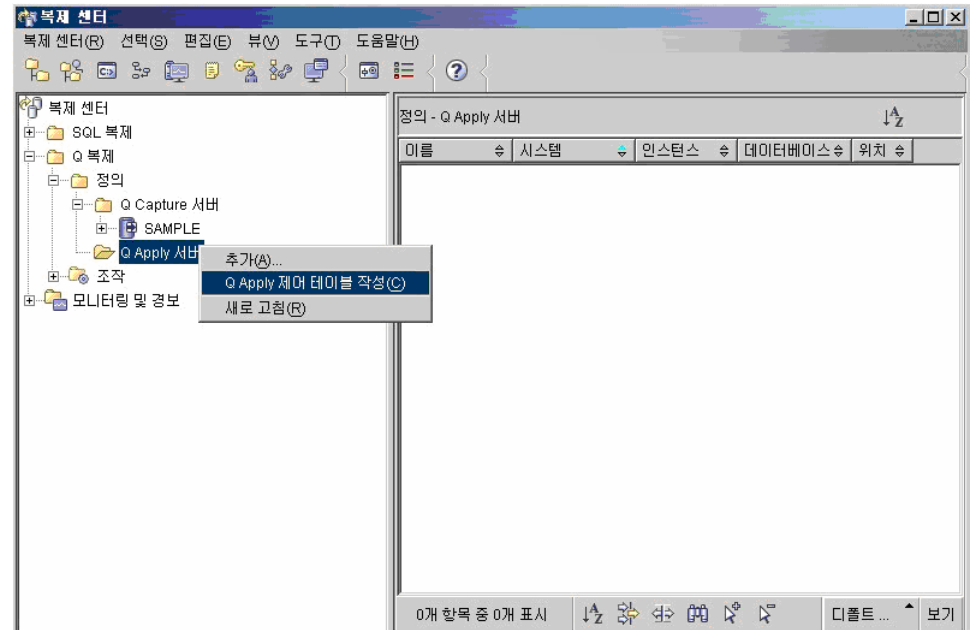 복제 센터
복제 센터(R) 선택(S) 편집(E) 뷰(V) 도구(T) 도움말(H)
복제 센터
SQL 복제
Q 복제
정의
Q Capture 서버
SAMPLE
Q Apply 서버
조작
모니터링 및 경보
추가(A)...
Q Apply 제어 테이블 작성(C)
새로 고침(R)
정의 - Q Apply 서버
이름 시스템 인스턴스 데이터베이스 위치
0개 항목 중 0개 표시 디폴트 ... 보기